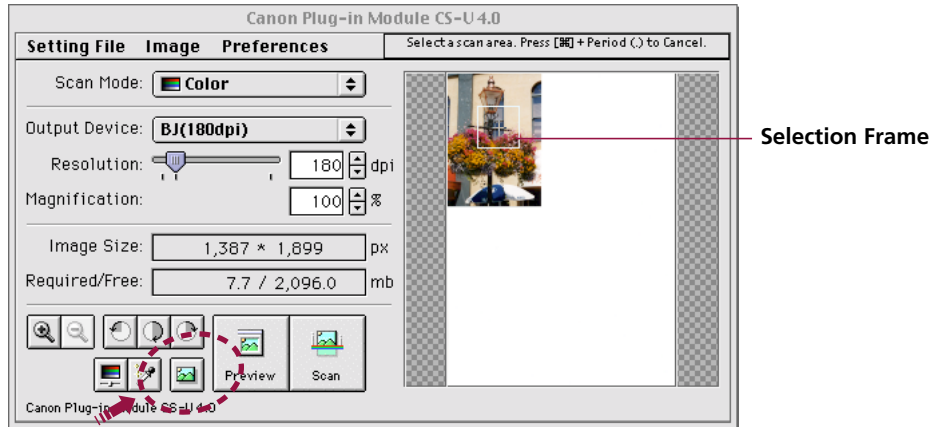 Canon Plug-in Module CS-U 4.0
Setting File Image Preferences
Select a scan area. Press [⌘] + Period (.) to Cancel.
Scan Mode: Color
Output Device: BJ(180dpi)
Resolution: 180 dpi
Magnification: 100 %
Image Size: 1,387 * 1,899 px
Required/Free: 7.7 / 2,096.0 mb
Preview Scan
Canon Plug-in Module CS-U 4.0
Selection Frame